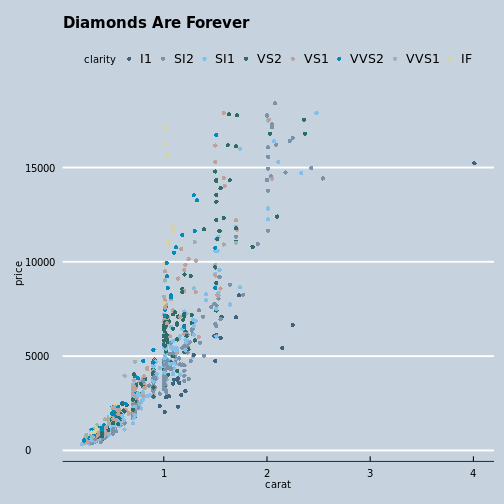 Diamonds Are Forever
clarity I1 SI2 SI1 VS2 VS1 VVS2 VVS1 IF
15000
10000
5000
0
price
1 2 3 4
carat